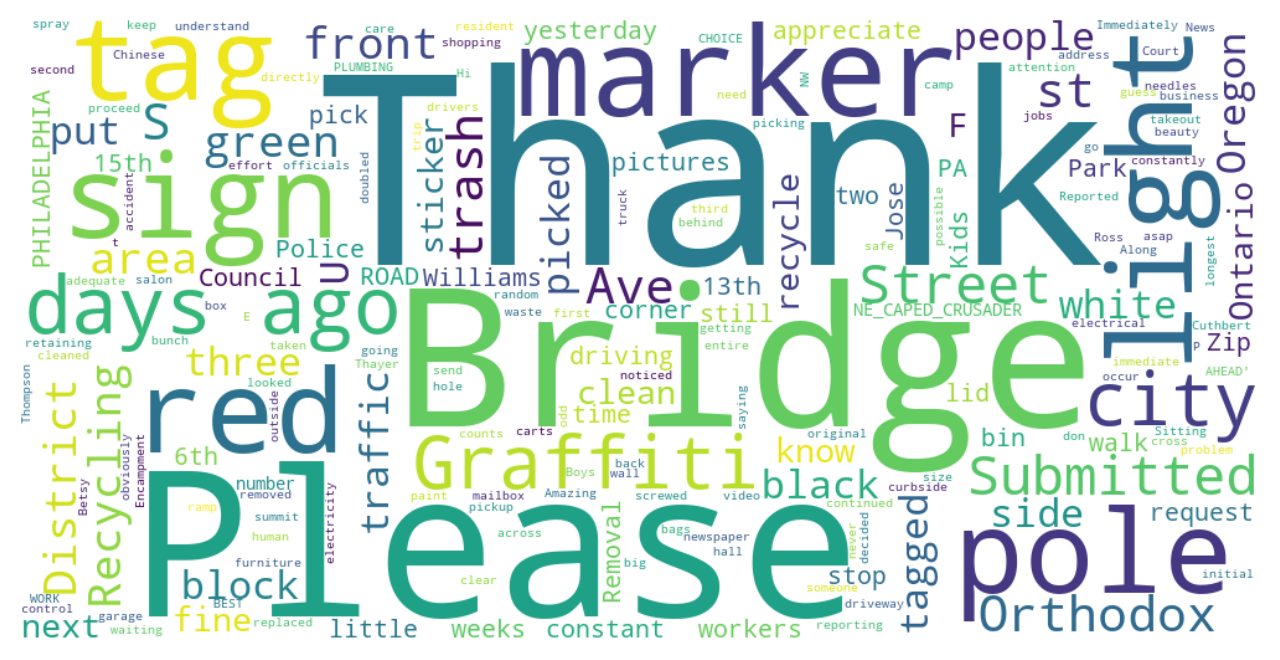 spray
keep
understand
tag
Chinese
second
directly
proceed
front
care
resident
shopping
PLUMBING
Hi
yesterday
CHOICE
appreciate
marker
people
Immediately
News
Court
address
attention
needles
guess
business
NW
need
camp
st
jobs
takeout
beauty
go
constantly
light
Oregon
PHILADELPHIA
put
S
green
pick
drivers
Thank
picking
F
PA
Park
Reported
15th
effort
officials
doubled
trip
sticker
trash
picked
pictures
truck
third
behind
recycle
two
Jose
safe
possible
Kids
Ross
asap
Along
longest
Ontario
sign
accident
t
Police
area
adequate
salon
Council
U
ROAD
Williams
Ave
13th
Street
NE_CAPED_CRUSADER
white
electrical
Cuthbert
P
Zip
days ago
box
E
random
waste
first
corner
still
getting
entire
retaining
cleaned
bunch
taken
three
going
Thayer
send
hole
Bridge
driving
noticed
clean
odd
time
saying
lid
occur
immediate
AHEAD'
city
Thompson
District
Recycling
looked
red
outside
traffic
counts
carts
original
know
bin
don
walk
Sitting
cross
problem
Betsy
obviously
Encampment
6th
number
removed
Graffiti
Boys
back
wall
black
size
curbside
Submitted
ramp
summit
human
electricity
paint
mailbox
pickup
Amazing
screwed
video
continued
side
request
Please
across
Removal
bags
newspaper
hall
big
never
decided
tagged
pole
furniture
clear
stop
someone
initial
WORK
control
garage
block
BEST
replaced
driveway
Orthodox
next
waiting
fine
little
weeks
constant
workers
reporting